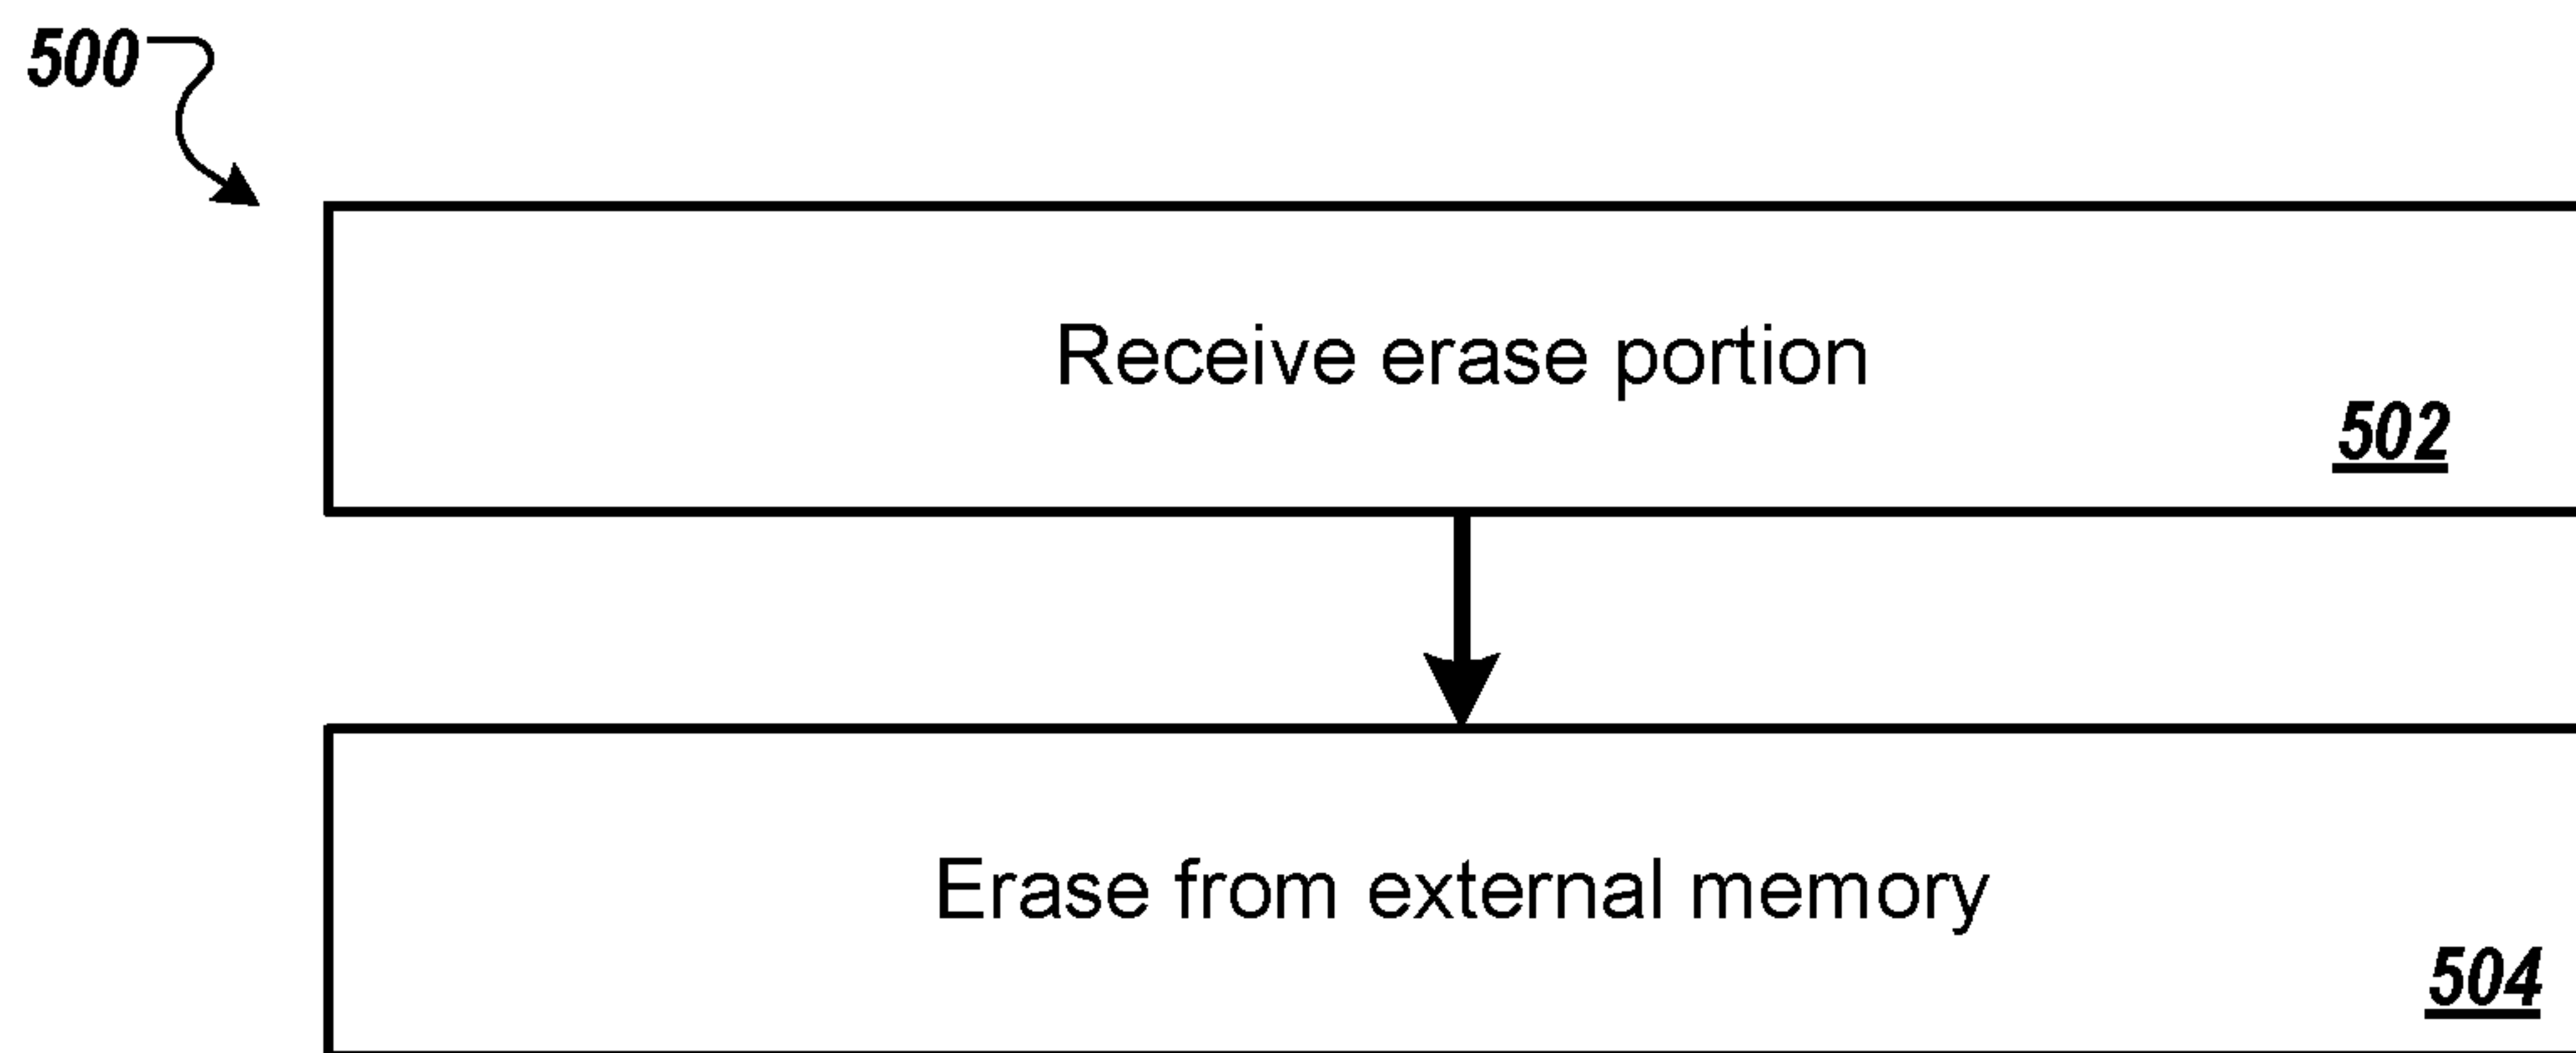 500
Receive erase portion
502
Erase from external memory
504